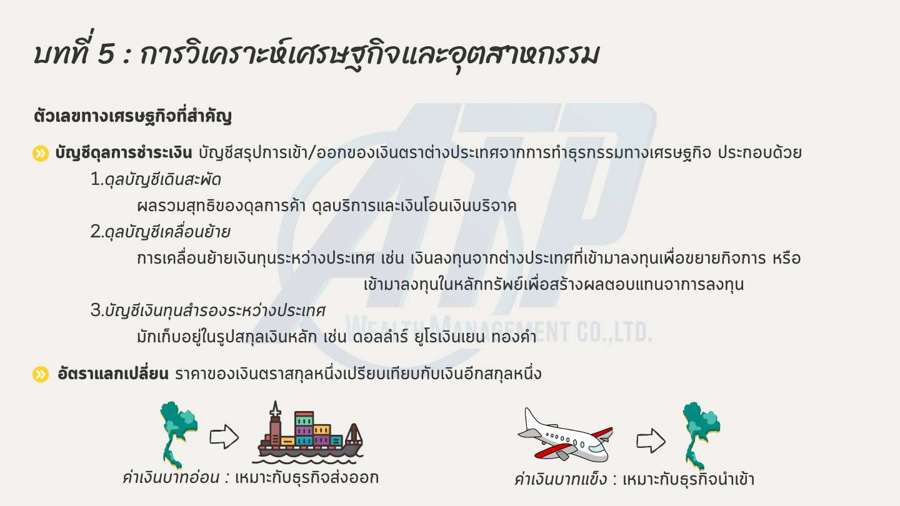 บทที่ 5 : การวิเคราะห์เศรษฐกิจและอุตสาหกรรม
ตัวเลขทางเศรษฐกิจที่สำคัญ
บัญชีดุลการชำระเงิน บัญชีสรุปการเข้า/ออกของเงินตราต่างประเทศจากการทำธุรกรรมทางเศรษฐกิจ ประกอบด้วย
1.ดุลบัญชีเดินสะพัด
ผลรวมสุทธิของดุลการค้า ดุลบริการและเงินโอนเงินบริจาค
2.ดุลบัญชีเคลื่อนย้าย
การเคลื่อนย้ายเงินทุนระหว่างประเทศ เช่น เงินลงทุนจากต่างประเทศที่เข้ามาลงทุนเพื่อขยายกิจการ หรือ
เข้ามาลงทุนในหลักทรัพย์เพื่อสร้างผลตอบแทนจาการลงทุน
3.บัญชีเงินทุนสำรองระหว่างประเทศ
มักเก็บอยู่ในรูปสกุลเงินหลัก เช่น ดอลล่าร์ ยูโรเงินเยน ทองคำ
ATP
WEALTH MANAGEMENT CO.,LTD.
อัตราแลกเปลี่ยน ราคาของเงินตราสกุลหนึ่งเปรียบเทียบกับเงินอีกสกุลหนึ่ง
ค่าเงินบาทอ่อน : เหมาะกับธุรกิจส่งออก
ค่าเงินบาทแข็ง : เหมาะกับธุรกิจนำเข้า